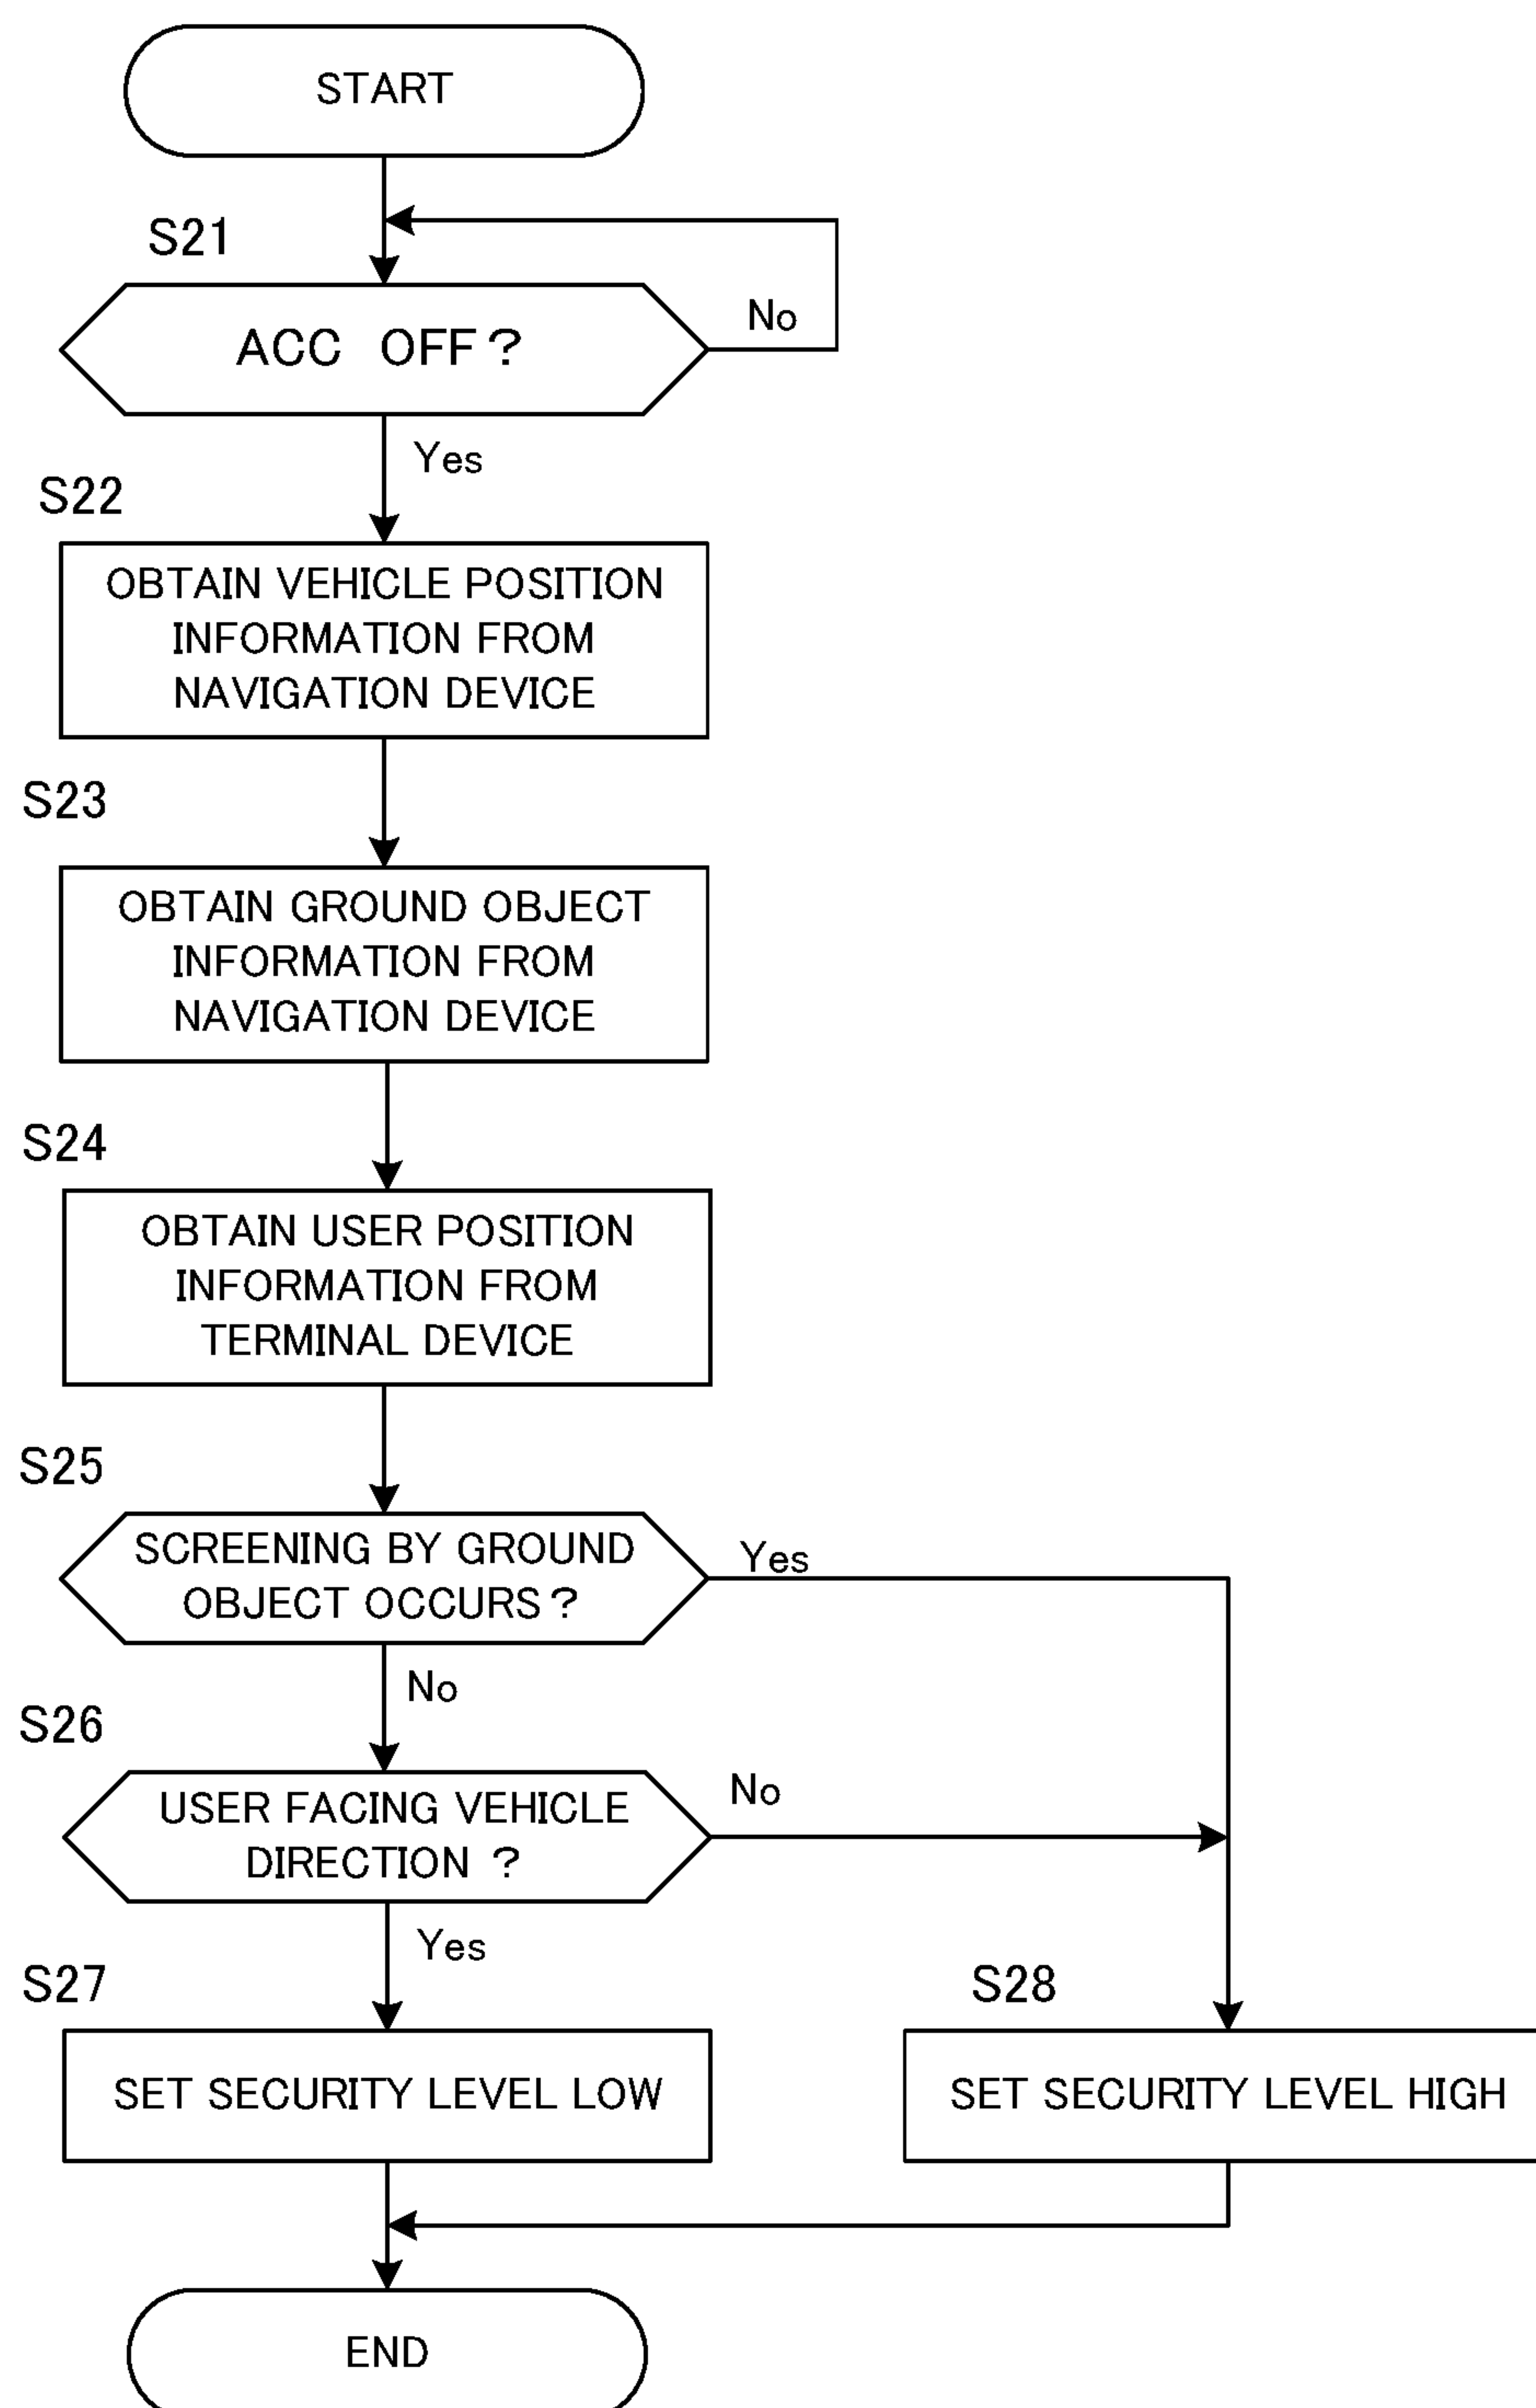 START
S21
ACC OFF?
No
Yes
S22
OBTAIN VEHICLE POSITION
INFORMATION FROM
NAVIGATION DEVICE
S23
OBTAIN GROUND OBJECT
INFORMATION FROM
NAVIGATION DEVICE
S24
OBTAIN USER POSITION
INFORMATION FROM
TERMINAL DEVICE
S25
SCREENING BY GROUND
OBJECT OCCURS?
Yes
No
S26
USER FACING VEHICLE
DIRECTION ?
No
Yes
S27
SET SECURITY LEVEL LOW
S28
SET SECURITY LEVEL HIGH
END